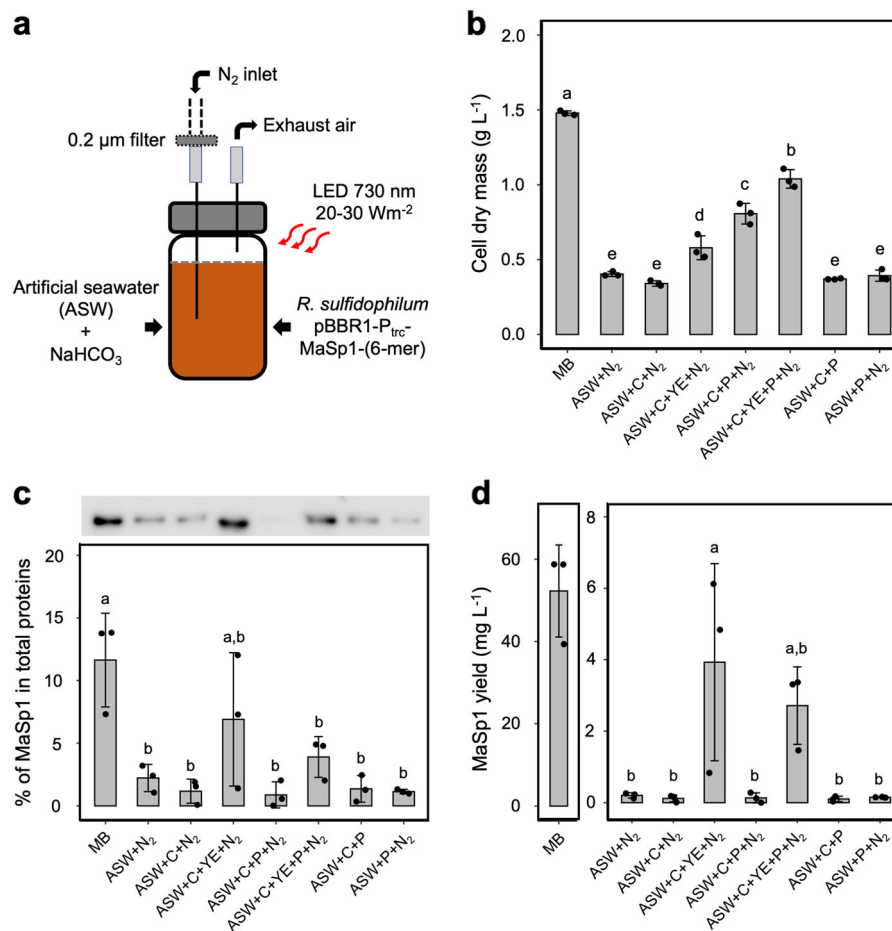 a
N₂ inlet
Exhaust air
0.2 µm filter
LED 730 nm
20-30 Wm⁻²
Artificial seawater
(ASW)
+
NaHCO₃
R. sulfidophilum
pBBR1-Ptrc-
MaSp1-(6-mer)
b
Cell dry mass (g L⁻¹)
2.0
1.5
1.0
0.5
0.0
a
e
e
d
c
b
e
e
MB
ASW+N₂
ASW+C+N₂
ASW+C+YE+N₂
ASW+C+P+N₂
ASW+C+YE+P+N₂
ASW+C+P
ASW+P+N₂
c
% of MaSp1 in total proteins
20
15
10
5
0
a
b
b
a,b
b
b
b
b
MB
ASW+N₂
ASW+C+N₂
ASW+C+YE+N₂
ASW+C+P+N₂
ASW+C+YE+P+N₂
ASW+C+P
ASW+P+N₂
d
MaSp1 yield (mg L⁻¹)
60
40
20
0
MB
8
6
4
2
0
b
b
a
b
a,b
b
b
ASW+N₂
ASW+C+N₂
ASW+C+YE+N₂
ASW+C+P+N₂
ASW+C+YE+P+N₂
ASW+C+P
ASW+P+N₂